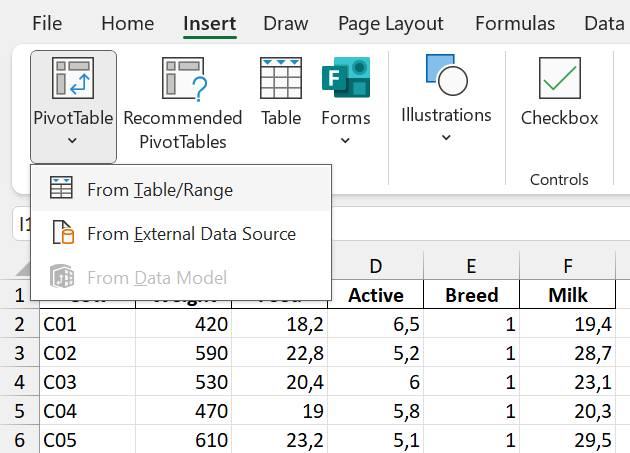 File Insert Home Draw Page Layout Formulas Data
PivotTable Recommended PivotTables Table Forms Illustrations Checkbox
Controls
From Table/Range
From External Data Source
From Data Model
D E F
1 Active Breed Milk
2 C01 420 18,2 6,5 1 19,4
3 C02 590 22,8 5,2 1 28,7
4 C03 530 20,4 6 1 23,1
5 C04 470 19 5,8 1 20,3
6 C05 610 23,2 5,1 1 29,5